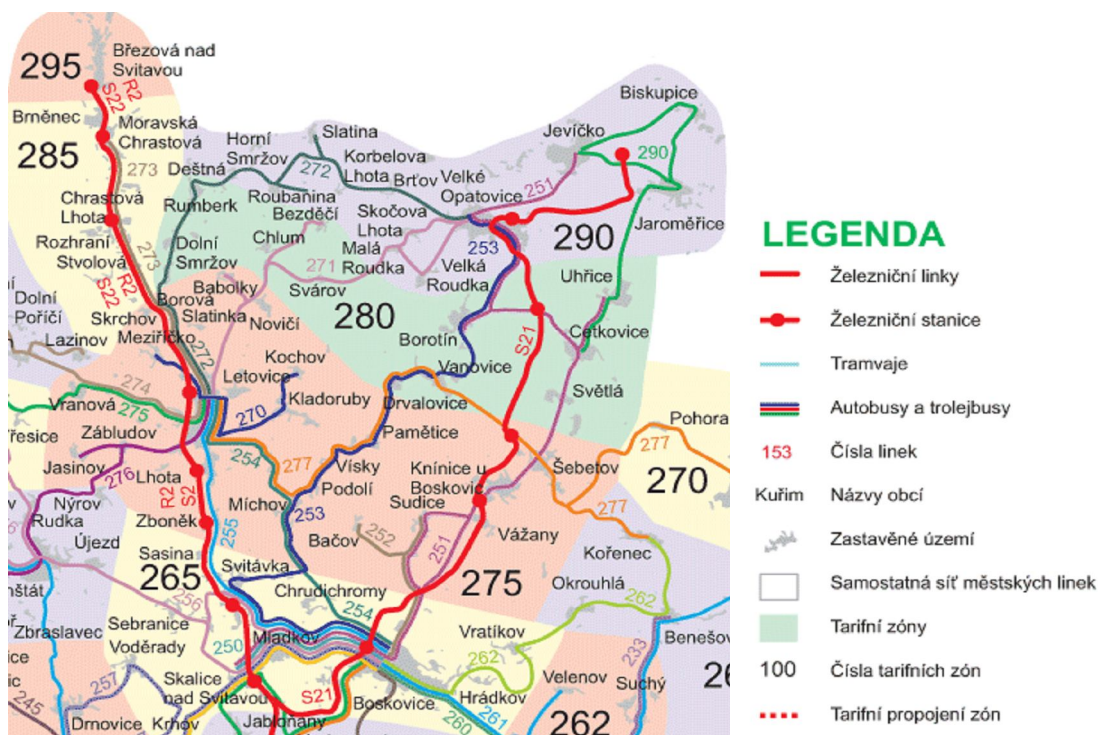 Březová nad
Svitavou
295
R2
S22
Brněnec
Moravská
Chrastová
285
273
Chrastová
Lhota
Rozhraní
Stvolová
273
R2
S22
Dolní
Poříčí
Lazinov
Skrchov
Meziříčko
Biskupice
Jevíčko
290
Slatina
Horní
Smržov
Korbelova
Lhota
Brťov
Velké
Opatovice
251
272
Deštná
Rumberk
Roubanina
Bezděčí
Skočova
Lhota
Chlum
Malá
Roudka
253
290
Jaroměřice
Dolní
Smržov
271
Svárov
Velká
Roudka
Uhřice
Babolky
Borová
Slatinka
280
Novičí
Borotín
S21
Cetkovice
272
Kochov
Vanovice
Letovice
Světlá
274
275
Vranová
270
Kladoruby
Drvalovice
Pohora
Zábludov
Pamětice
277
254
277
Vísky
Knínice u
Boskovic
Šebetov
270
Jasinov
276
Lhota
R2
S2
Podolí
Sudice
Nýrov
Rudka
Míchov
253
277
Zboněk
255
Bačov
252
Vážany
Újezd
251
Kořenec
Sasina
265
Svitávka
275
Okrouhlá
Chrudichromy
262
256
254
Sebranice
Zbraslavec
Voděrady
250
Mladkov
Vratíkov
Benešov
262
233
257
Skalice
nad Svitavou
S21
Hrádkov
Velenov
Suchý
245
Boskovice
261
260
262
Drnovice
Krhov
Jabloňany
LEGENDA
Železniční linky
Železniční stanice
Tramvaje
Autobusy a trolejbusy
153
Čísla linek
Kuřim
Názvy obcí
Zastavěné území
Samostatná síť městských linek
Tarifní zóny
100
Čísla tarifních zón
Tarifní propojení zón